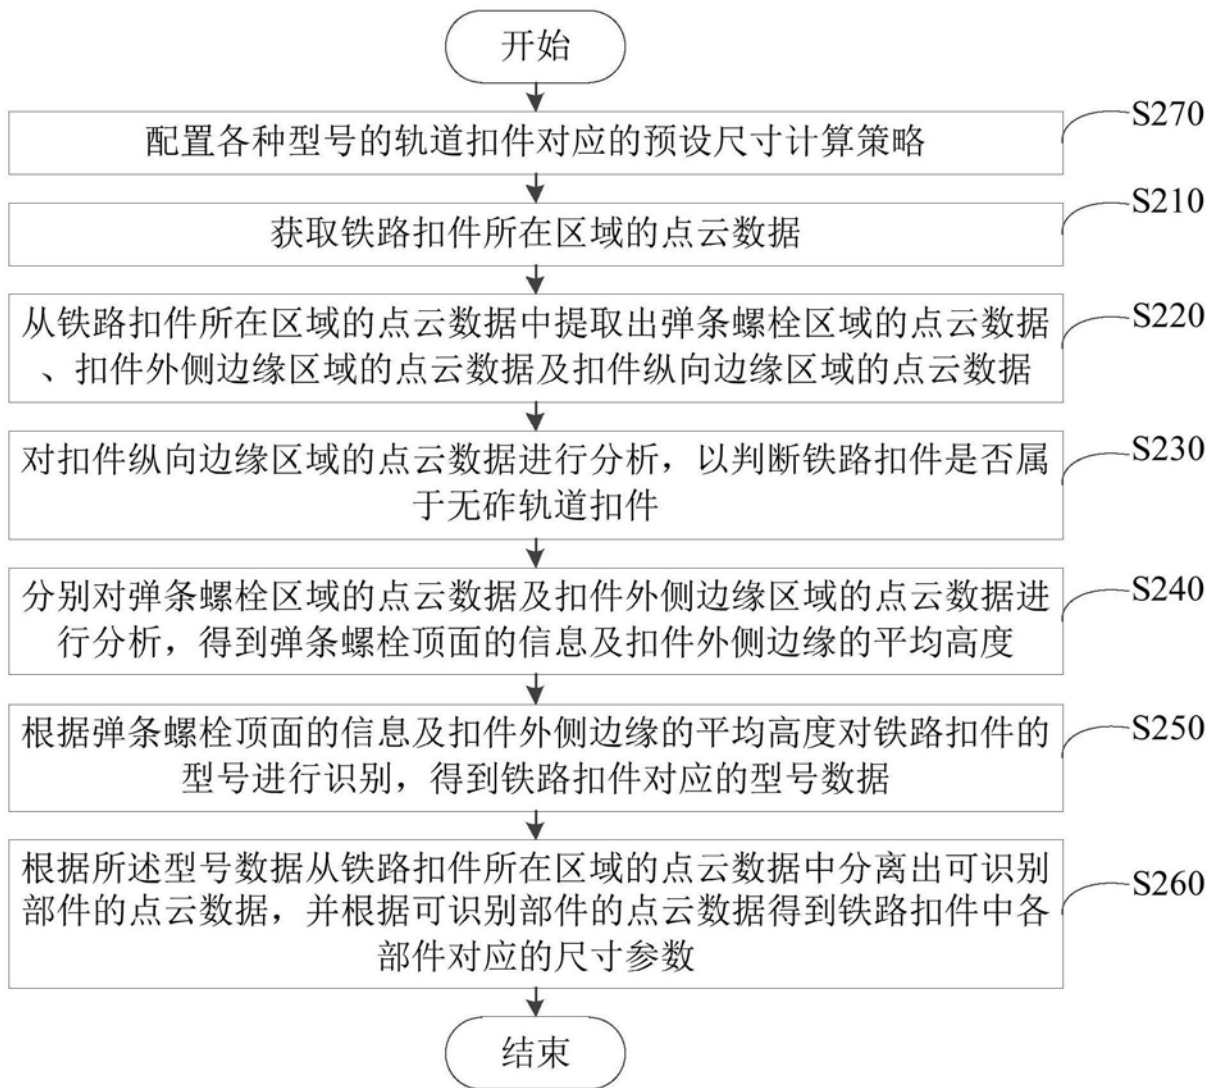 开始
配置各种型号的轨道扣件对应的预设尺寸计算策略
S270
获取铁路扣件所在区域的点云数据
S210
从铁路扣件所在区域的点云数据中提取出弹条螺栓区域的点云数据
、扣件外侧边缘区域的点云数据及扣件纵向边缘区域的点云数据
S220
对扣件纵向边缘区域的点云数据进行分析，以判断铁路扣件是否属
于无砟轨道扣件
S230
分别对弹条螺栓区域的点云数据及扣件外侧边缘区域的点云数据进
行分析，得到弹条螺栓顶面的信息及扣件外侧边缘的平均高度
S240
根据弹条螺栓顶面的信息及扣件外侧边缘的平均高度对铁路扣件的
型号进行识别，得到铁路扣件对应的型号数据
S250
根据所述型号数据从铁路扣件所在区域的点云数据中分离出可识别
部件的点云数据，并根据可识别部件的点云数据得到铁路扣件中各
部件对应的尺寸参数
S260
结束